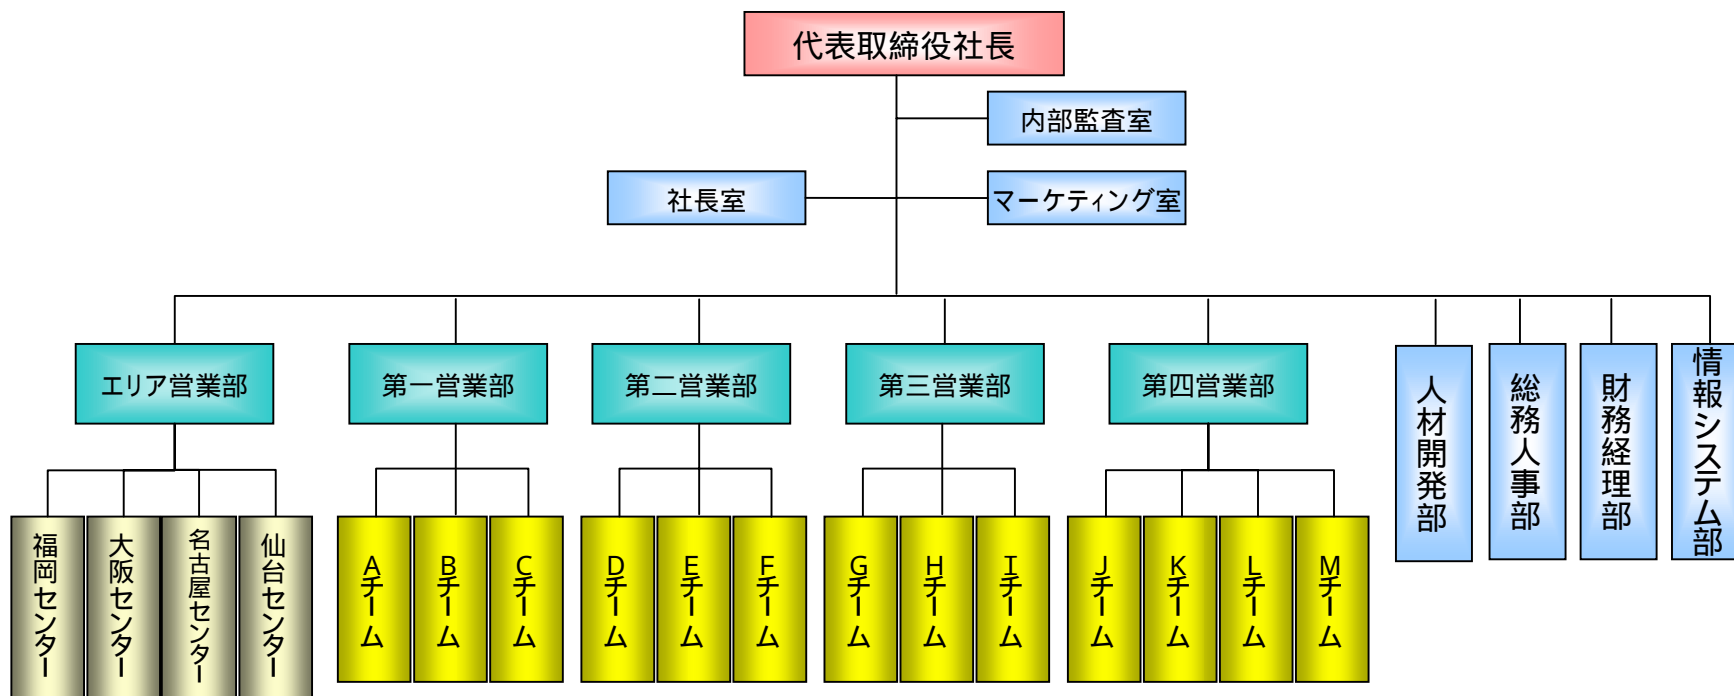 代表取締役社長
内部監査室
社長室
マーケティング室
エリア営業部
第一営業部
第二営業部
第三営業部
第四営業部
人材開発部
総務人事部
財務経理部
情報システム部
福岡センター
大阪センター
名古屋センター
仙台センター
Aチーム
Bチーム
Cチーム
Dチーム
Eチーム
Fチーム
Gチーム
Hチーム
Iチーム
Jチーム
Kチーム
Lチーム
Mチーム